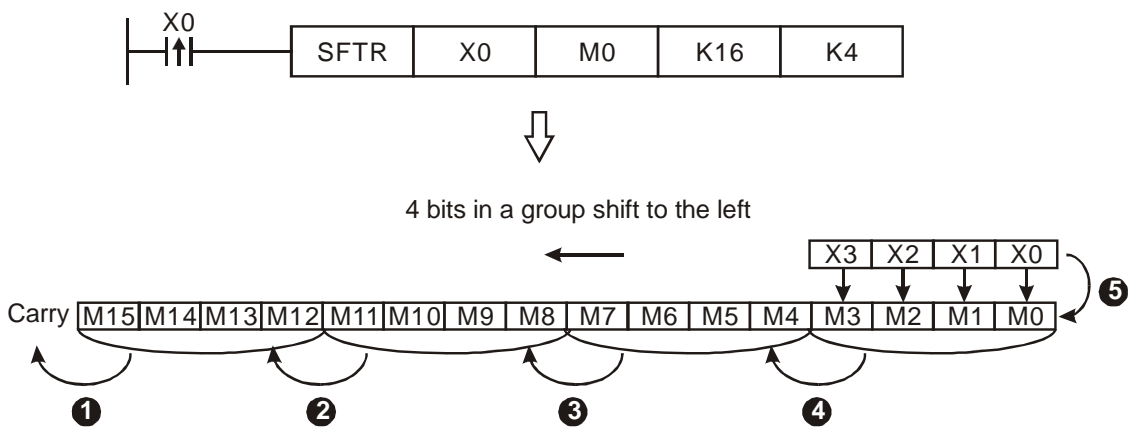 X0
SFTR X0 M0 K16 K4
4 bits in a group shift to the left
X3 X2 X1 X0
5
Carry M15 M14 M13 M12 M11 M10 M9 M8 M7 M6 M5 M4 M3 M2 M1 M0
1 2 3 4